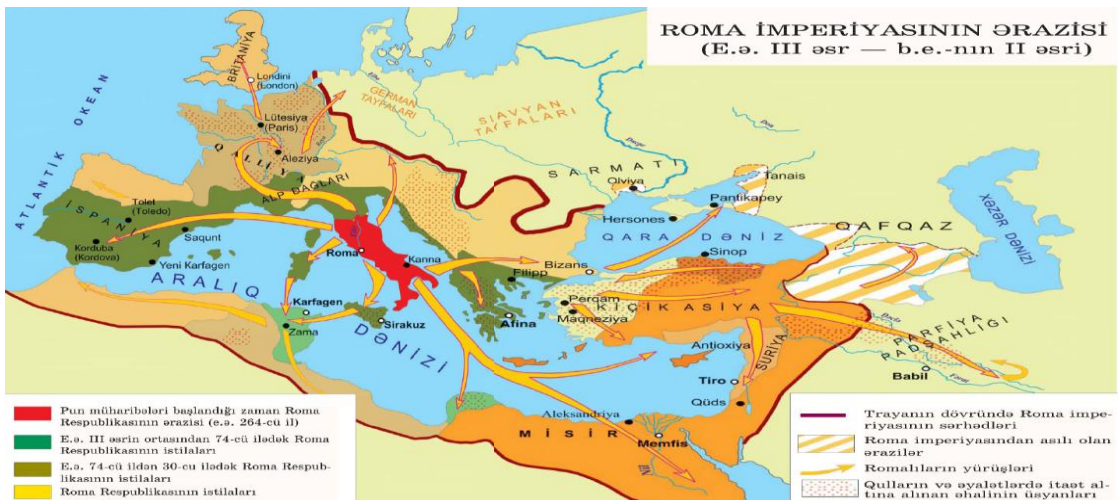 ROMA İMPERİYASININ ƏRAZİSİ
(E.ə. III əsr — b.e.-nın II əsri)
BRİTANİYA
Londini
(London)
Elba
GERMAN
TAYFALARI
SLAVYAN
TAYFALARI
Dnepr
Don
ATLANTİK OKEAN
Lütesiya
(Paris)
Aleziya
QALLİYA
ALP DAĞLARI
SARMATI
Olviya
Tanais
Pantikapey
Hersones
QARA DƏNİZ
Sinop
QAFQAZ
XƏZƏR DƏNİZİ
Tolet
(Toledo)
İSPANİYA
Saqunt
Korduba
(Kordova)
Yeni Karfagen
Roma
Kanna
Bizans
Filipp
Perqam
KİÇİK ASİYA
Maqneziya
ARALIQ DƏNİZİ
Karfagen
Zama
Sirakuz
Afina
Antioxiya
SURİYA
Dəclə
PARFİYA
PADŞAHLIĞI
Babil
Fərat
Tiro
Qüds
Aleksandriya
MİSİR
Memfis
Nil
Pun müharibələri başlandığı zaman Roma
Respublikasının ərazisi (e.ə. 264-cü il)
E.ə. III əsrin ortasından 74-cü ilədək Roma
Respublikasının istilaları
E.ə. 74-cü ildən 30-cu ilədək Roma Respub-
likasının istilaları
Roma Respublikasının istilaları
Trayanın dövründə Roma impe-
riyasının sərhədləri
Roma imperiyasından asılı olan
ərazilər
Romalıların yürüşləri
Qulların və əyalətlərdə itaət al-
tına alınan əhalinin üsyanları